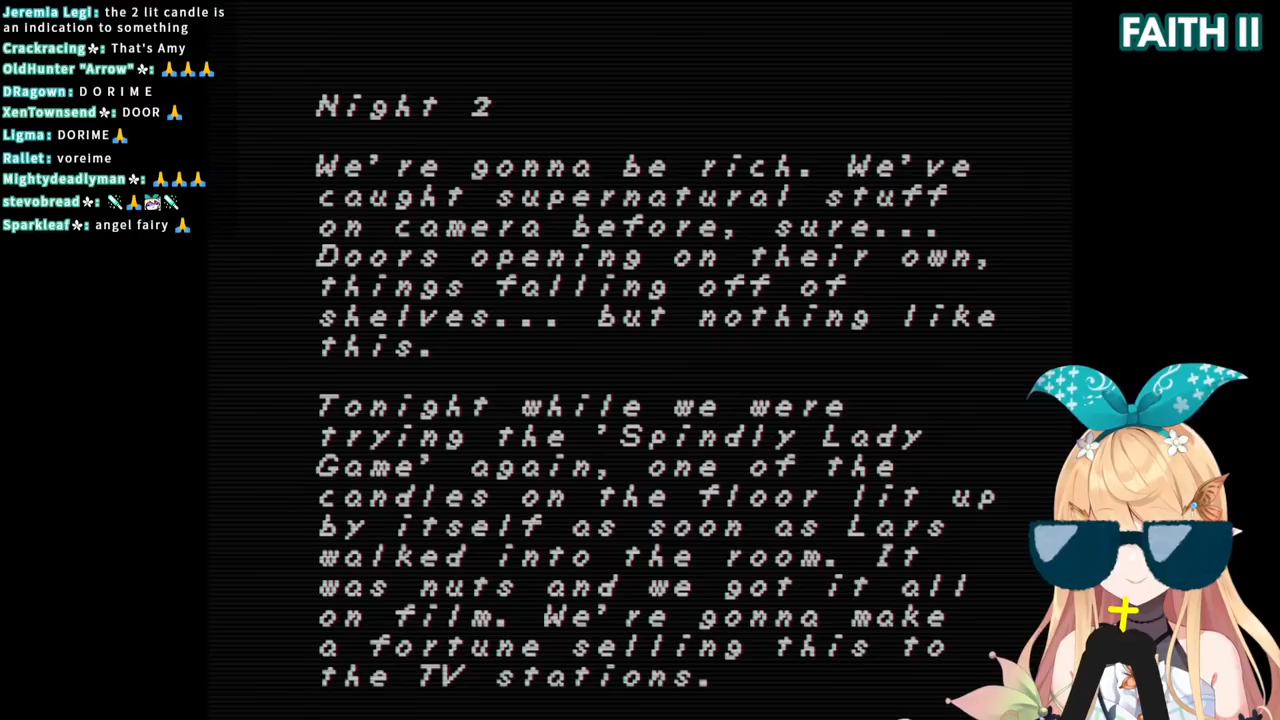 Jeremia Legi: the 2 lit candle is
an indication to something
Crackracing: That's Amy
OldHunter "Arrow": 🙏🙏🙏
DRagown: D O R I M E
XenTownsend: DOOR 🙏
Ligma: DORIME🙏
Rallet: voreime
Mightydeadlyman: 🙏🙏🙏
stevobread: 🙏
Sparkleaf: angel fairy 🙏
FAITH II
Night 2
We're gonna be rich. We've
caught supernatural stuff
on camera before, sure...
Doors opening on their own,
things falling off of
shelves... but nothing like
this.
Tonight while we were
trying the 'Spindly Lady
Game' again, one of the
candles on the floor lit up
by itself as soon as Lars
walked into the room. It
was nuts and we got it all
on film. We're gonna make
a fortune selling this to
the TV stations.